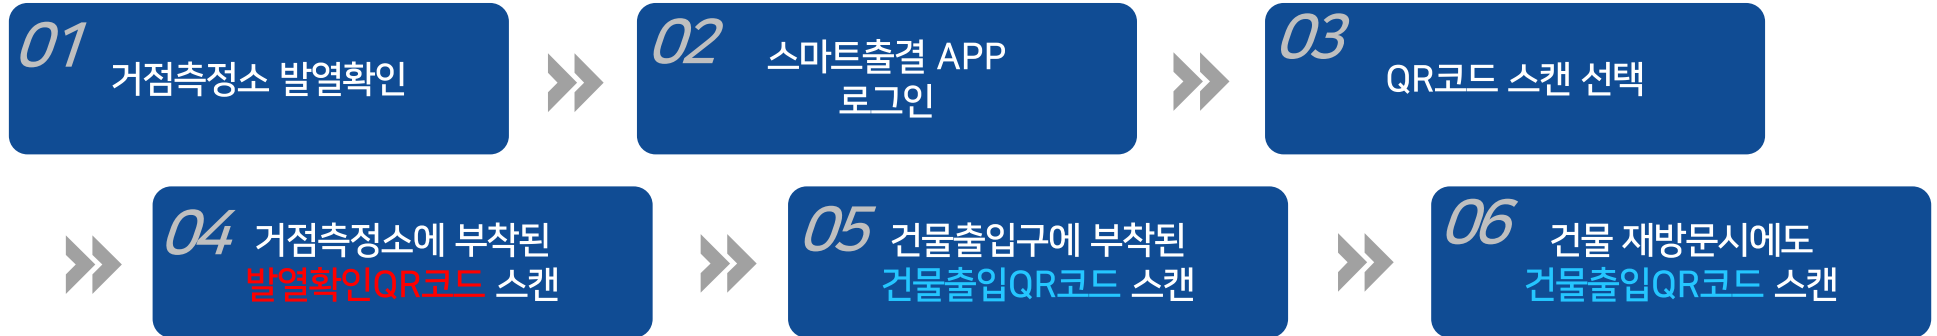 01
거점측정소 발열확인
02
스마트출결 APP
로그인
03
QR코드 스캔 선택
04
거점측정소에 부착된
발열확인QR코드 스캔
05
건물출입구에 부착된
건물출입QR코드 스캔
06
건물 재방문시에도
건물출입QR코드 스캔